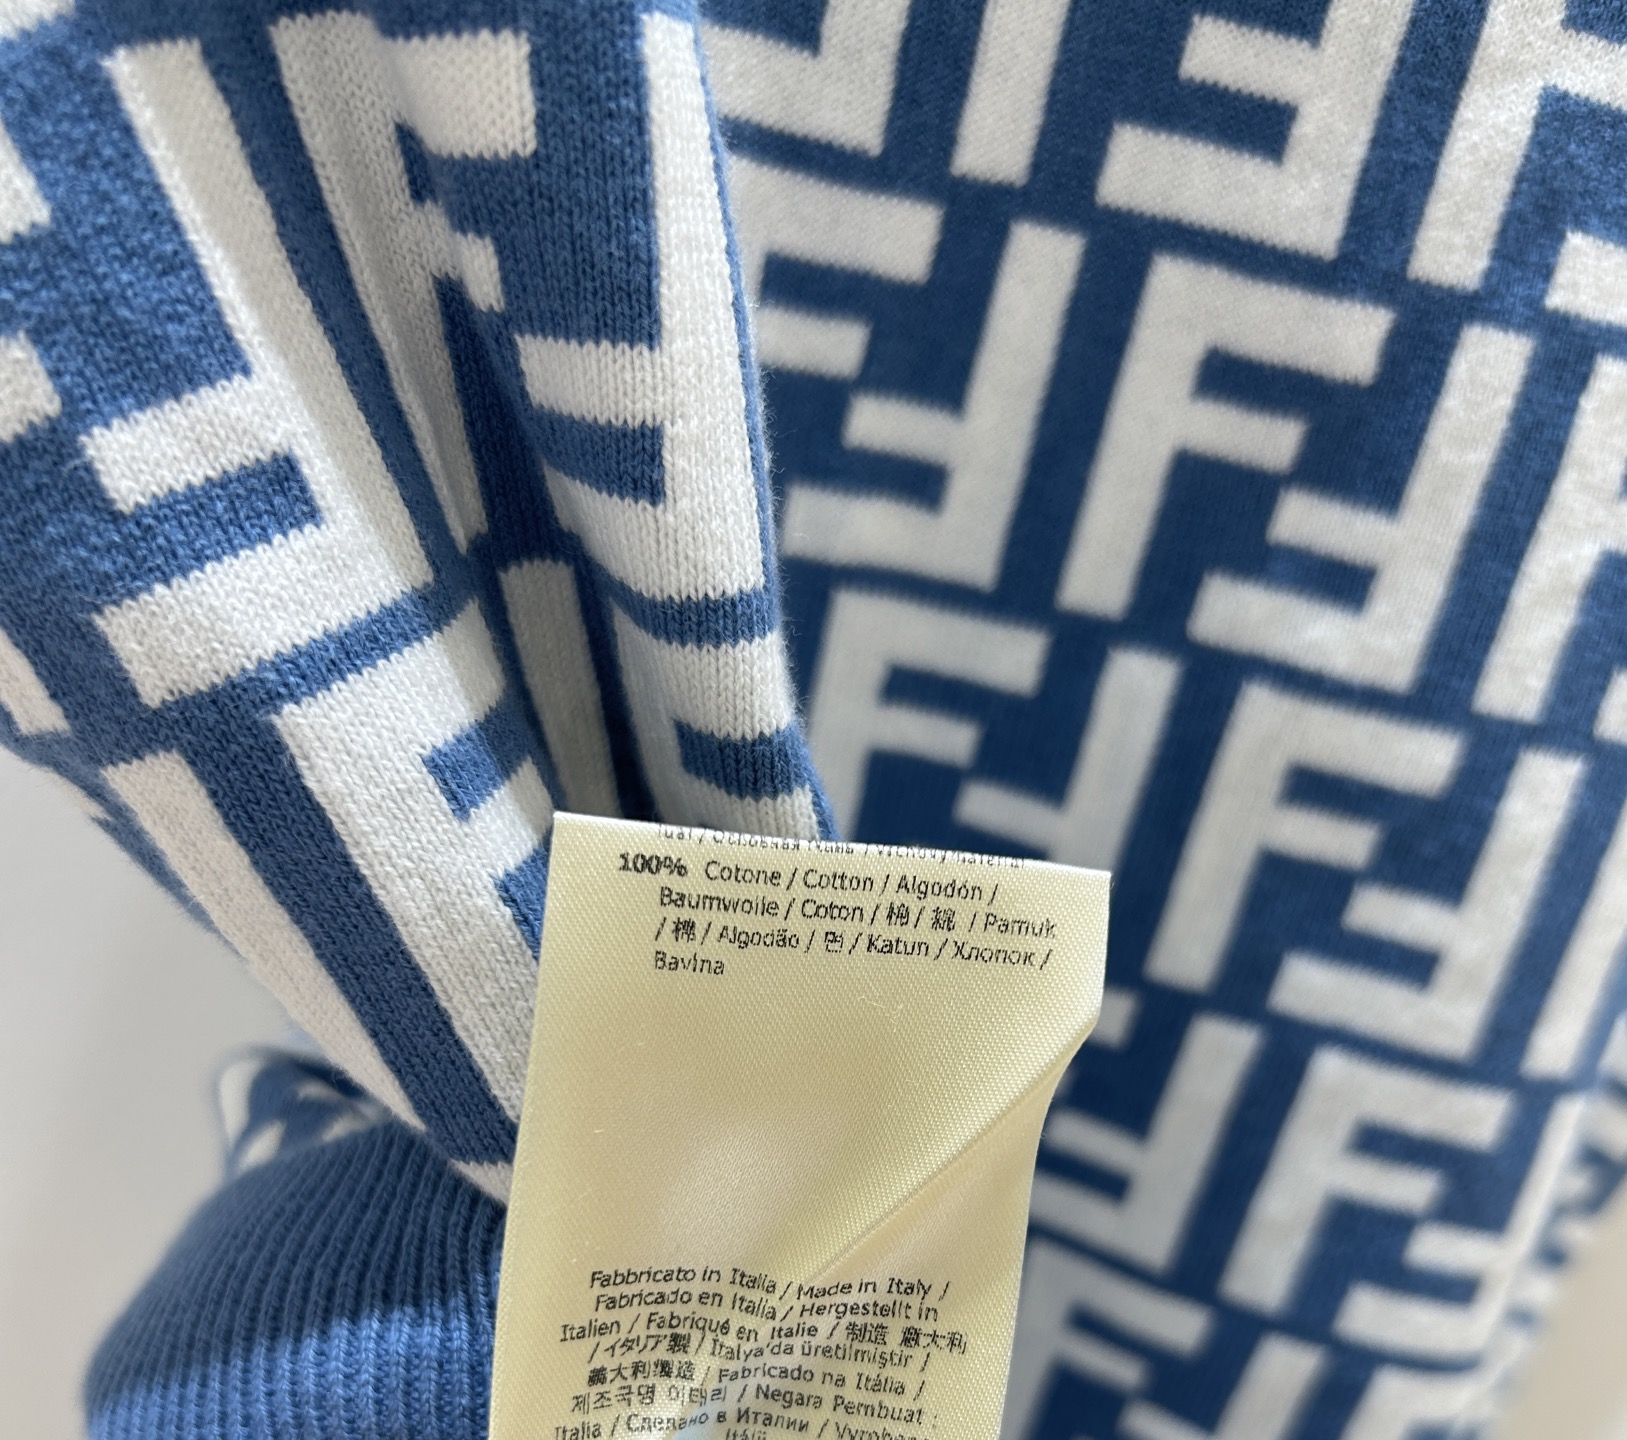 100% Cotone / Cotton / Algodón /
Baumwolle / Coton / 棉 / 綿 / Pamuk
/ 棉 / Algodão / 면 / Katun / Хлопок /
Bavlna
Fabbricato in Italia / Made in Italy /
Fabricado en Italia / Hergestellt in
Italien / Fabriqué en Italie / 制造 意大利
/ イタリア製 / İtalya'da üretilmiştir /
義大利製造 / Fabricado na Itália /
제조국명 이태리 / Negara Pembuat :
Italia / Сделано в Италии /
Itálii